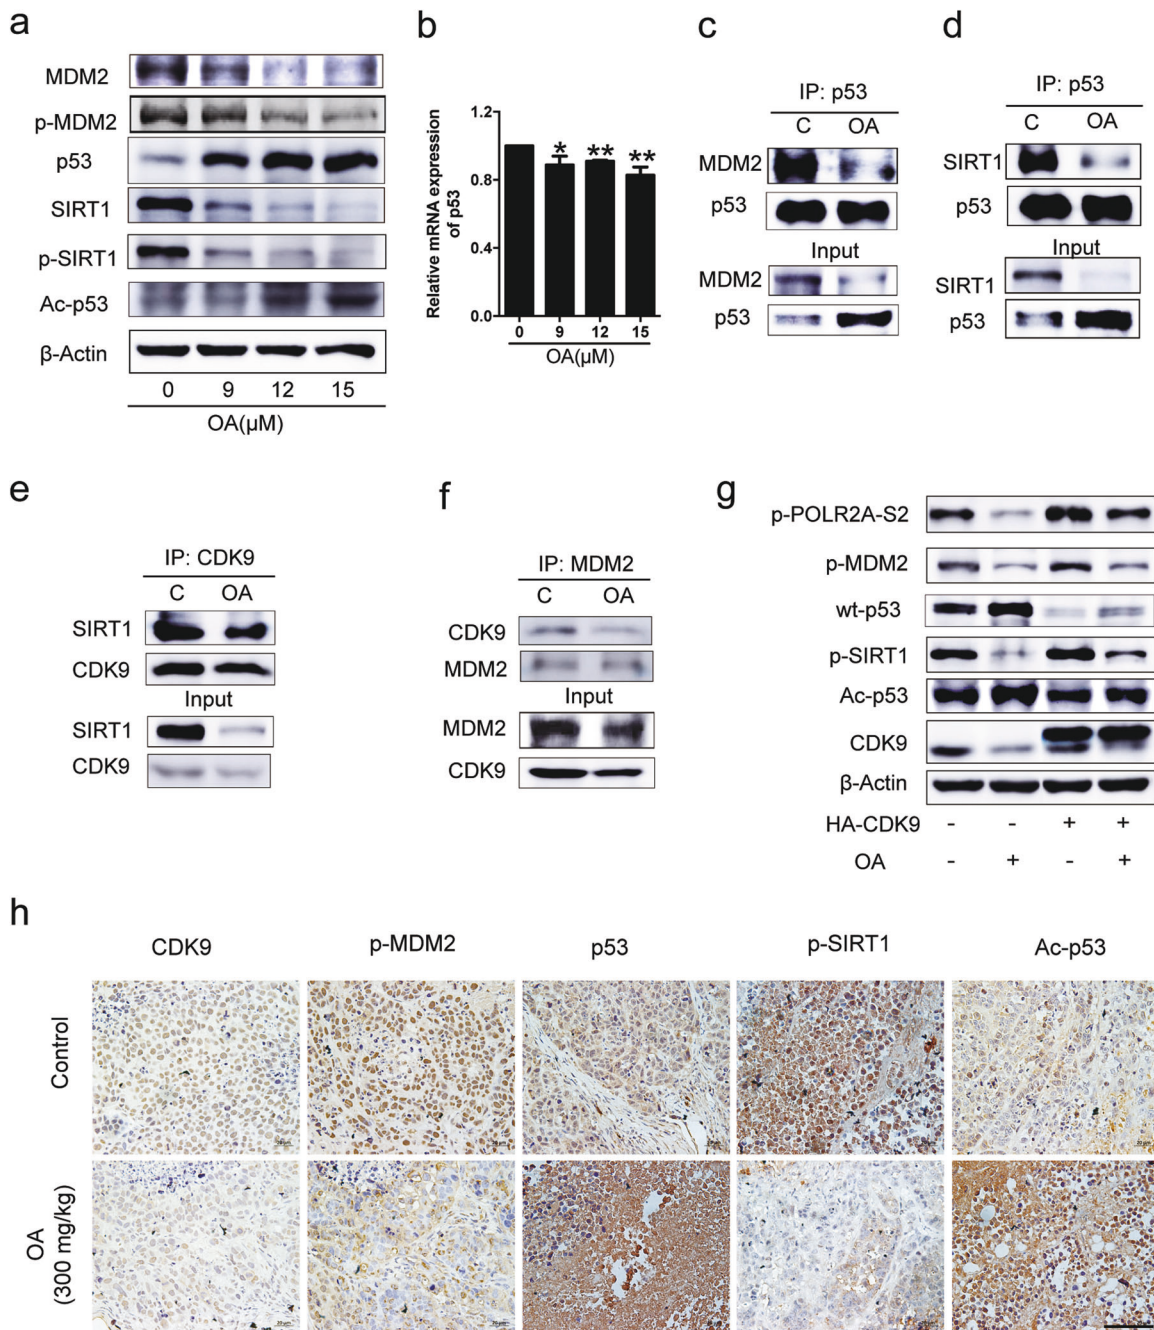 a
MDM2
p-MDM2
p53
SIRT1
p-SIRT1
Ac-p53
β-Actin
0 9 12 15
OA(μM)
b
Relative mRNA expression
of p53
1.2
0.8
0.4
0.0
* ** **
0 9 12 15
OA(μM)
c
IP: p53
C OA
MDM2
p53
Input
MDM2
p53
d
IP: p53
C OA
SIRT1
p53
Input
SIRT1
p53
e
IP: CDK9
C OA
SIRT1
CDK9
Input
SIRT1
CDK9
f
IP: MDM2
C OA
CDK9
MDM2
Input
MDM2
CDK9
g
p-POLR2A-S2
p-MDM2
wt-p53
p-SIRT1
Ac-p53
CDK9
β-Actin
HA-CDK9 - - + +
OA - + - +
h
CDK9 p-MDM2 p53 p-SIRT1 Ac-p53
Control
OA
(300 mg/kg)